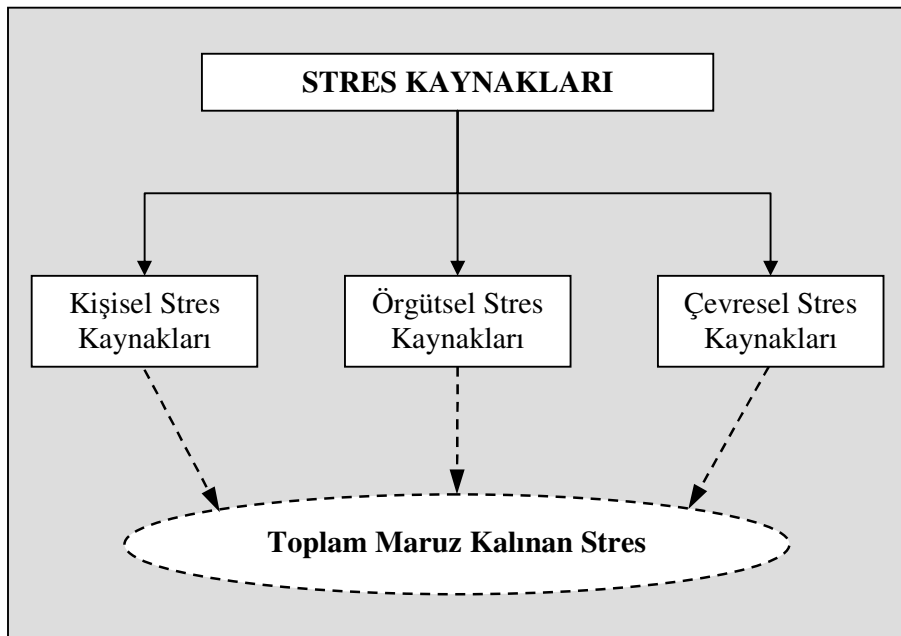 STRES KAYNAKLARI
Kişisel Stres
Kaynakları
Örgütsel Stres
Kaynakları
Çevresel Stres
Kaynakları
Toplam Maruz Kalınan Stres